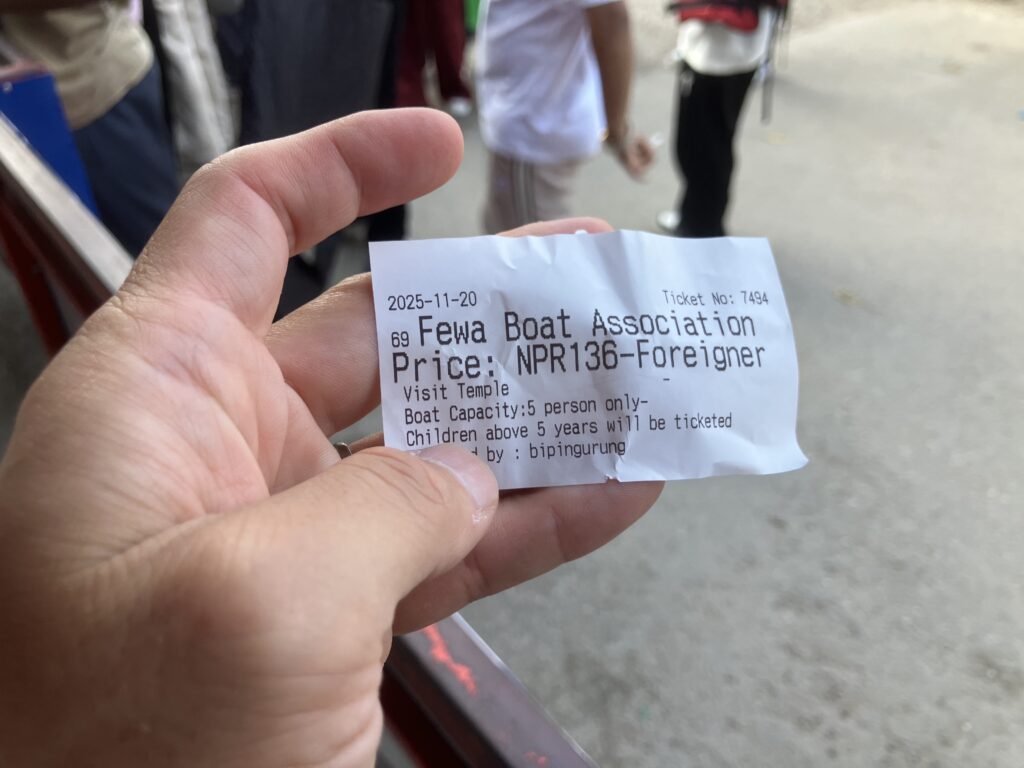 2025-11-20 Ticket No: 7494
69 Fewa Boat Association
Price: NPR136-Foreigner
-
Visit Temple
Boat Capacity:5 person only-
Children above 5 years will be ticketed
by : bipingurung